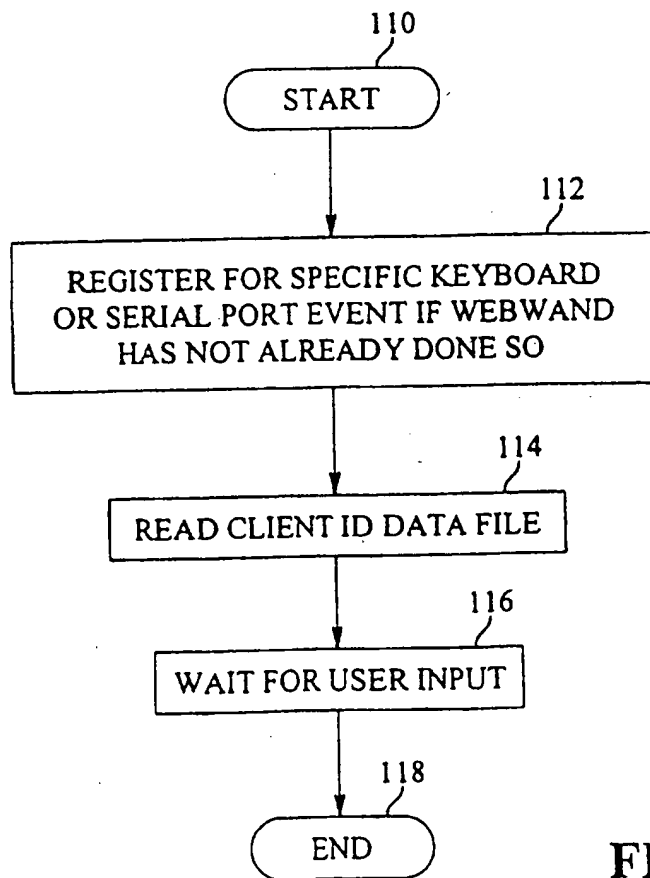 110
START
112
REGISTER FOR SPECIFIC KEYBOARD
OR SERIAL PORT EVENT IF WEBWAND
HAS NOT ALREADY DONE SO
114
READ CLIENT ID DATA FILE
116
WAIT FOR USER INPUT
118
END